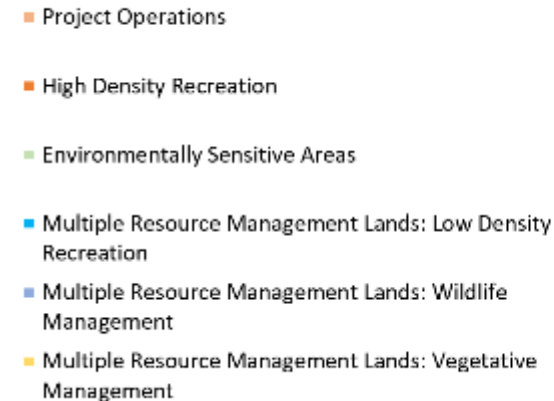 Project Operations
High Density Recreation
Environmentally Sensitive Areas
Multiple Resource Management Lands: Low Density
Recreation
Multiple Resource Management Lands: Wildlife
Management
Multiple Resource Management Lands: Vegetative
Management